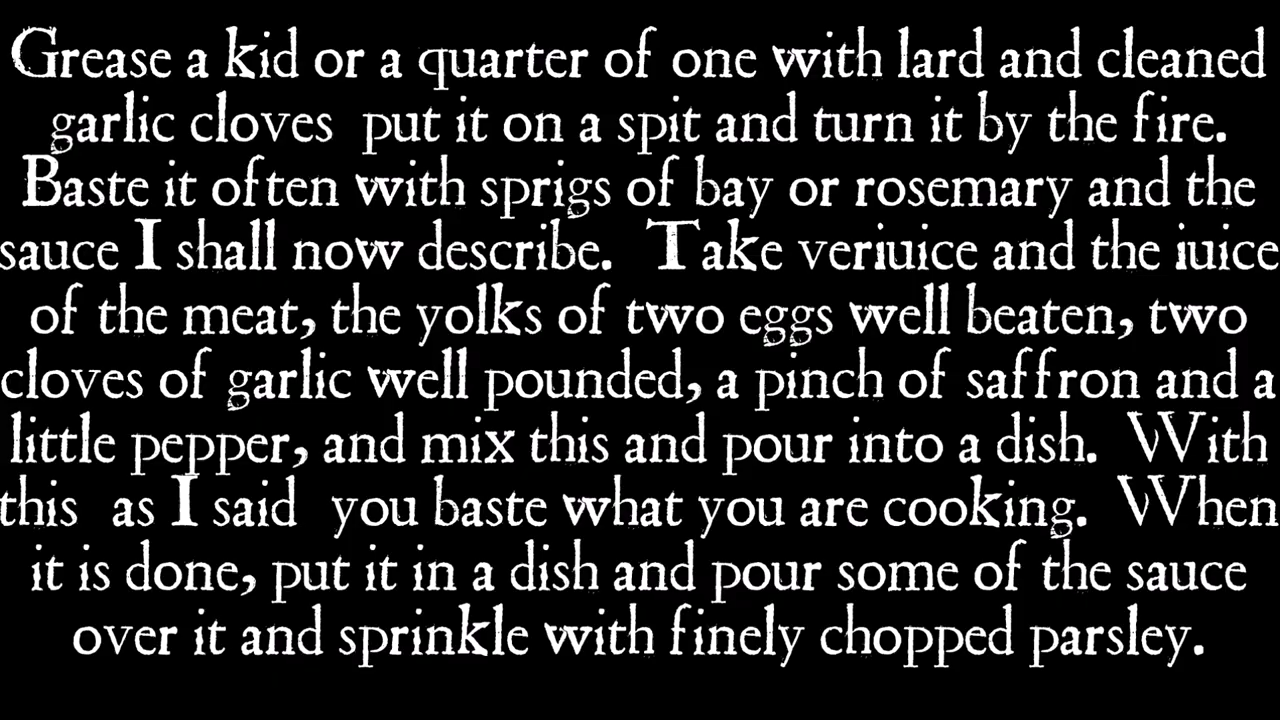 Grease a kid or a quarter of one with lard and cleaned
garlic cloves  put it on a spit and turn it by the fire.
Baste it often with sprigs of bay or rosemary and the
sauce I shall now describe.  Take veriuice and the iuice
of the meat, the yolks of two eggs well beaten, two
cloves of garlic well pounded, a pinch of saffron and a
little pepper, and mix this and pour into a dish.  With
this  as I said  you baste what you are cooking.  When
it is done, put it in a dish and pour some of the sauce
over it and sprinkle with finely chopped parsley.